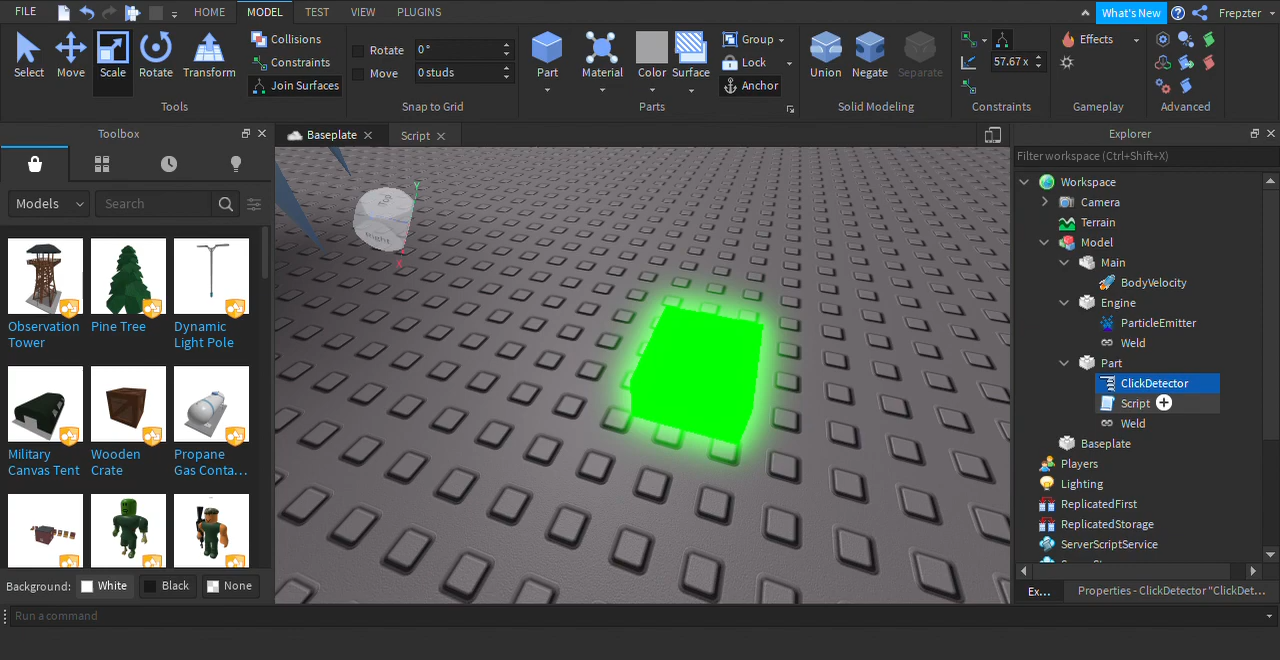 FILE HOME MODEL TEST VIEW PLUGINS What's New Frepzter
Select Move Scale Rotate Transform
Collisions
Constraints
Join Surfaces
Tools
Rotate 0 °
Move 0 studs
Snap to Grid
Part Material Color Surface
Group
Lock
Anchor
Parts
Union Negate Separate
Solid Modeling
57.67 x
Constraints
Effects
Gameplay
Advanced
Toolbox
Models Search
Observation Tower
Pine Tree
Dynamic Light Pole
Military Canvas Tent
Wooden Crate
Propane Gas Conta...
Background: White Black None
Baseplate Script
Y
TOP
Right
X
Explorer
Filter workspace (Ctrl+Shift+X)
Workspace
Camera
Terrain
Model
Main
BodyVelocity
Engine
ParticleEmitter
Weld
Part
ClickDetector
Script
Weld
Baseplate
Players
Lighting
ReplicatedFirst
ReplicatedStorage
ServerScriptService
Ex... Properties - ClickDetector "ClickDet...
Run a command